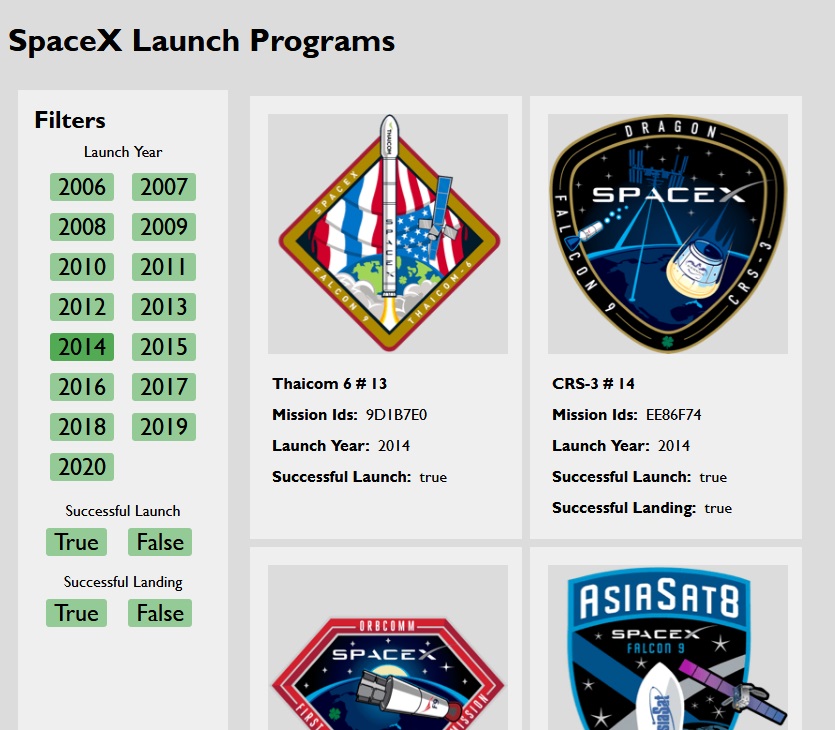 SpaceX Launch Programs
Filters
Launch Year
2006 2007
2008 2009
2010 2011
2012 2013
2014 2015
2016 2017
2018 2019
2020
Successful Launch
True False
Successful Landing
True False
THAICOM
SPACEX
SPACEX
FALCON 9 THAICOM-6
Thaicom 6 # 13
Mission Ids: 9D1B7E0
Launch Year: 2014
Successful Launch: true
DRAGON
SPACEX
FALCON 9 CRS-3
CRS-3 # 14
Mission Ids: EE86F74
Launch Year: 2014
Successful Launch: true
Successful Landing: true
ORBCOMM
SPACEX
FIRST MISSION
ASIASAT8
SPACEX
FALCON 9
AsiaSat